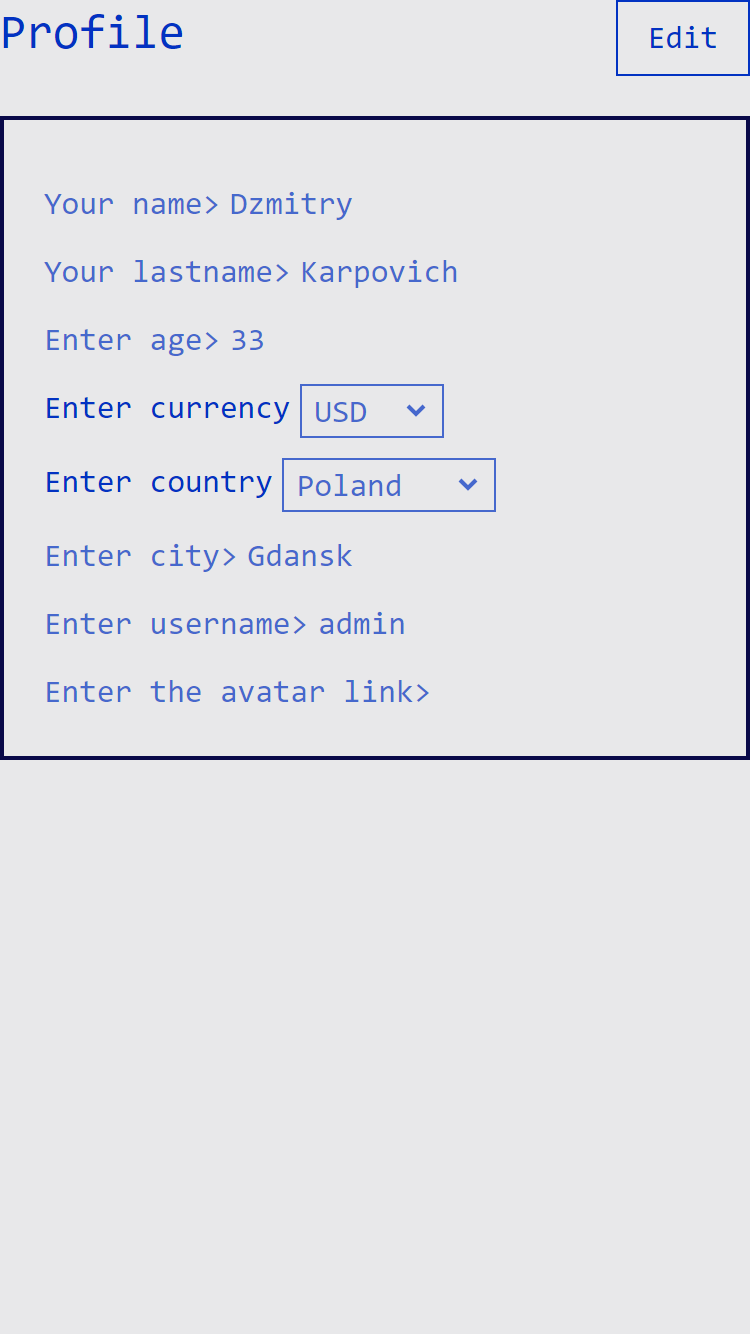 Profile
Edit
Your name> Dzmitry
Your lastname> Karpovich
Enter age> 33
Enter currency USD
Enter country Poland
Enter city> Gdansk
Enter username> admin
Enter the avatar link>